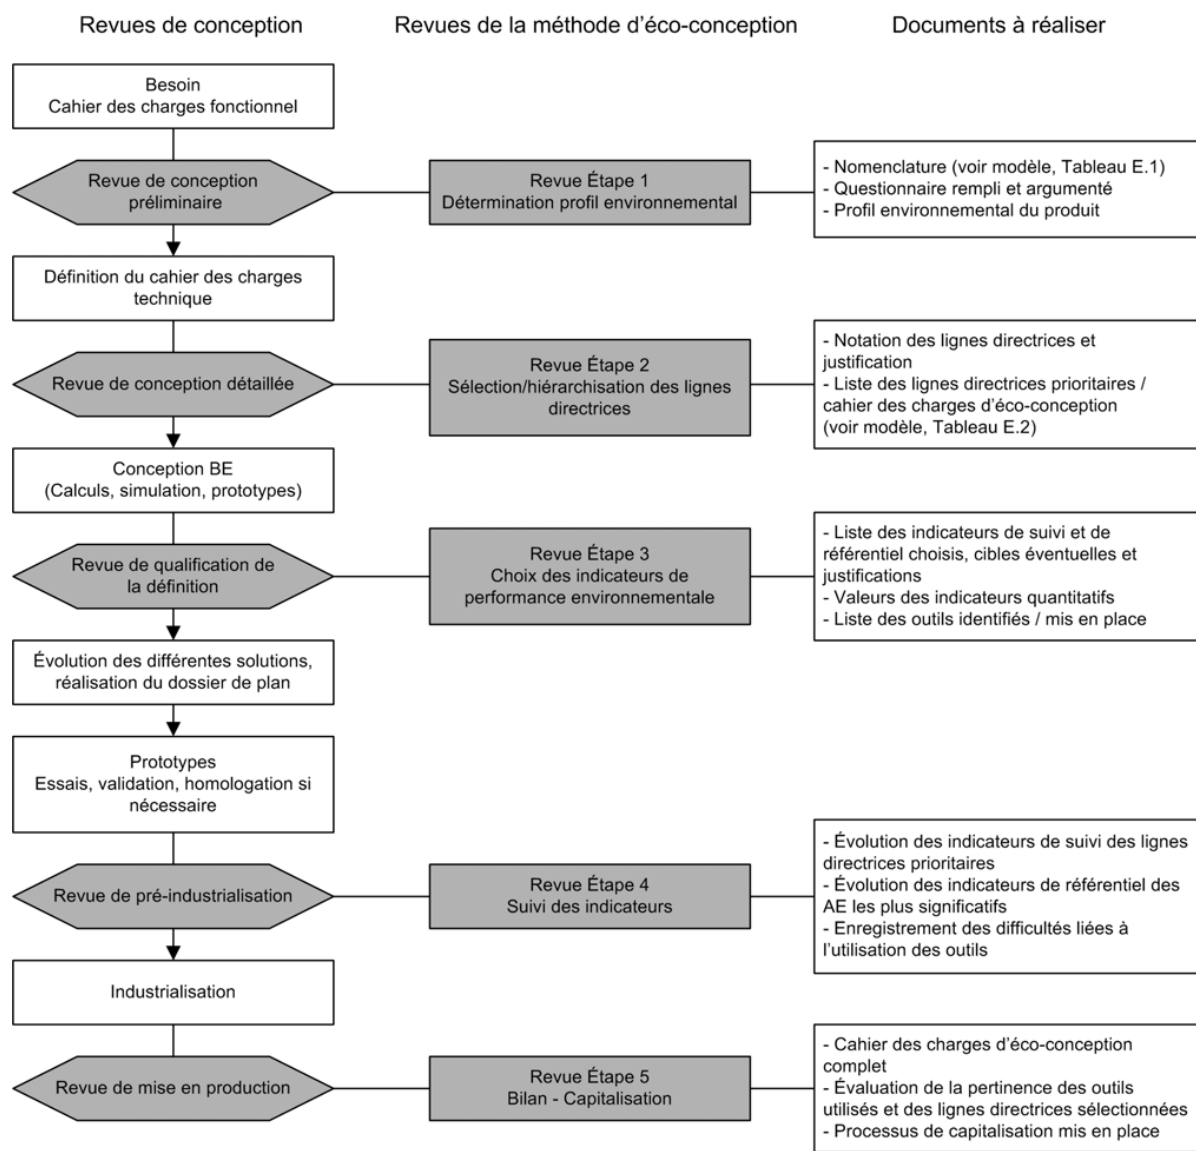 Revues de conception
Revues de la méthode d'éco-conception
Documents à réaliser
Besoin
Cahier des charges fonctionnel
Revue de conception
préliminaire
Revue Étape 1
Détermination profil environnemental
- Nomenclature (voir modèle, Tableau E.1)
- Questionnaire rempli et argumenté
- Profil environnemental du produit
Définition du cahier des charges
technique
Revue de conception détaillée
Revue Étape 2
Sélection/hiérarchisation des lignes
directrices
- Notation des lignes directrices et
justification
- Liste des lignes directrices prioritaires /
cahier des charges d'éco-conception
(voir modèle, Tableau E.2)
Conception BE
(Calculs, simulation, prototypes)
Revue de qualification de
la définition
Revue Étape 3
Choix des indicateurs de
performance environnementale
- Liste des indicateurs de suivi et de
référentiel choisis, cibles éventuelles et
justifications
- Valeurs des indicateurs quantitatifs
- Liste des outils identifiés / mis en place
Évolution des différentes solutions,
réalisation du dossier de plan
Prototypes
Essais, validation, homologation si
nécessaire
Revue de pré-industrialisation
Revue Étape 4
Suivi des indicateurs
- Évolution des indicateurs de suivi des lignes
directrices prioritaires
- Évolution des indicateurs de référentiel des
AE les plus significatifs
- Enregistrement des difficultés liées à
l'utilisation des outils
Industrialisation
Revue de mise en production
Revue Étape 5
Bilan - Capitalisation
- Cahier des charges d'éco-conception
complet
- Évaluation de la pertinence des outils
utilisés et des lignes directrices sélectionnées
- Processus de capitalisation mis en place